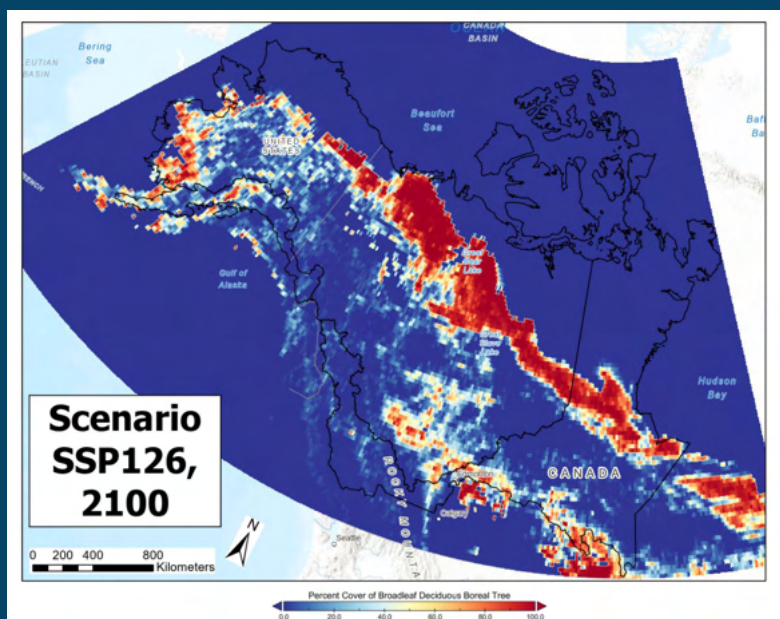 CANADA
BASIN
Bering
Sea
LEUTIAN
BASIN
Beaufort
Sea
UNITED
STATES
Gulf of
Alaska
Hudson
Bay
Scenario
SSP126,
2100
CANADA
ROCKY MOUNTA
Calgary
Seattle
N
0 200 400 800
Kilometers
Percent Cover of Broadleaf Deciduous Boreal Tree
0.0 20.0 40.0 60.0 80.0 100.0